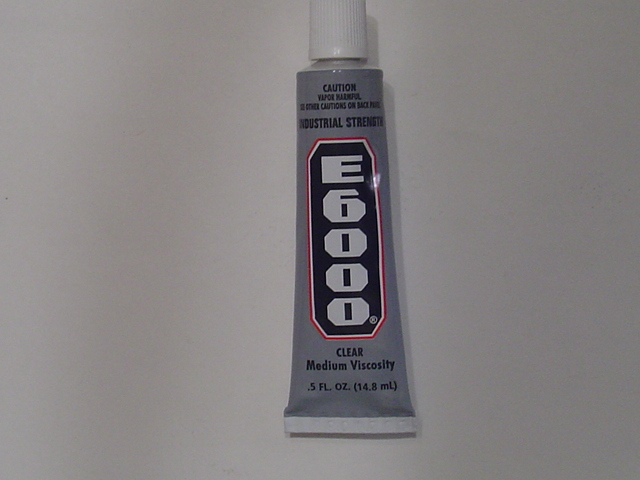 CAUTION
VAPOR HARMFUL.
OTHER CAUTIONS ON BACK PANEL
INDUSTRIAL STRENGTH
E6000®
CLEAR
Medium Viscosity
.5 FL. OZ. (14.8 mL)